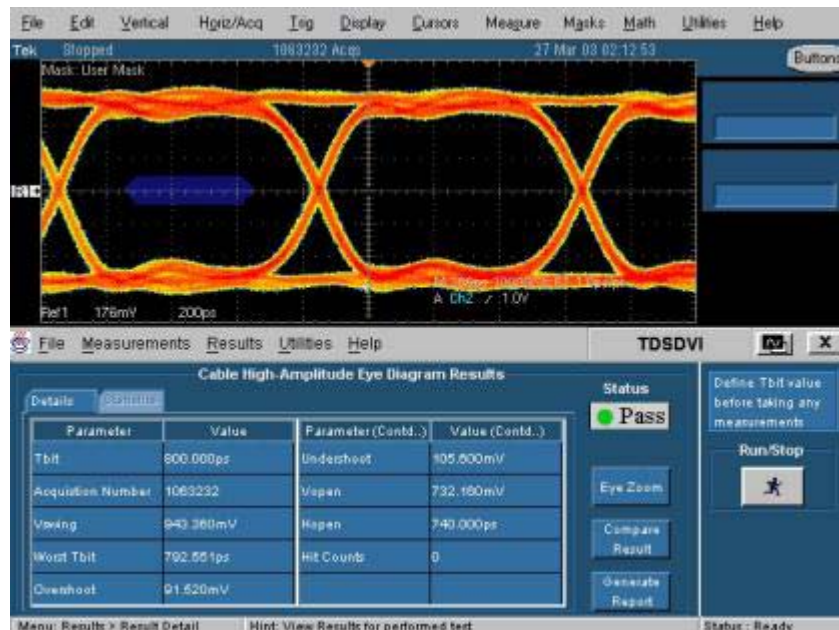 File Edit Vertical Horiz/Acq Trig Display Cursors Measure Masks Math Utilities Help
Tek Stopped 1063232 Acqs 27 Mar 03 02:12:53
Buttons
Mask: User Mask
R1
A Ch2 1.0V
Ref1 176mV 200ps
File Measurements Results Utilities Help TDSDVI X
Cable High-Amplitude Eye Diagram Results
Details Statistics
Parameter Value Parameter(Contd..) Value (Contd..)
Tbit 800.000ps Undershoot 105.600mV
Acquistion Number 1063232 Vopen 732.160mV
Vswing 943.360mV Hopen 740.000ps
Worst Tbit 792.551ps Hit Counts 0
Overshoot 91.520mV
Status
Pass
Eye Zoom
Compare Result
Generate Report
Define Tbit value before taking any measurements
Run/Stop
Menu: Results > Result Detail Hint: View Results for performed test Status : Ready